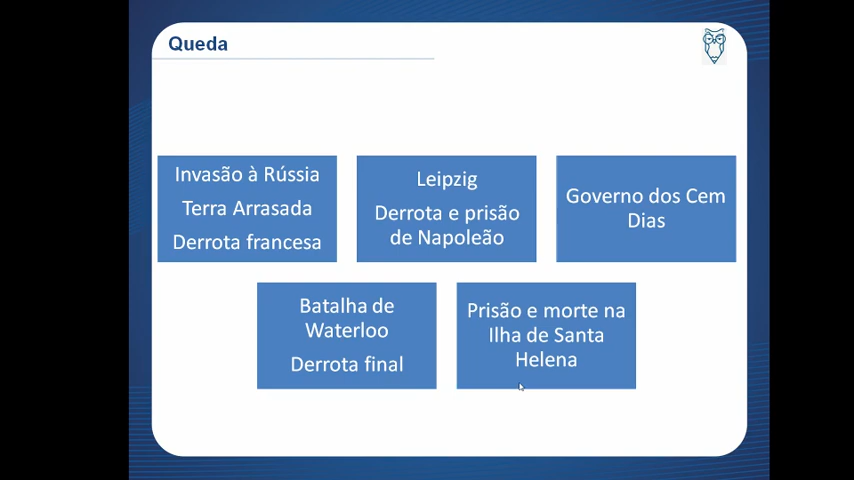 Queda
Invasão à Rússia
Terra Arrasada
Derrota francesa
Leipzig
Derrota e prisão
de Napoleão
Governo dos Cem
Dias
Batalha de
Waterloo
Derrota final
Prisão e morte na
Ilha de Santa
Helena